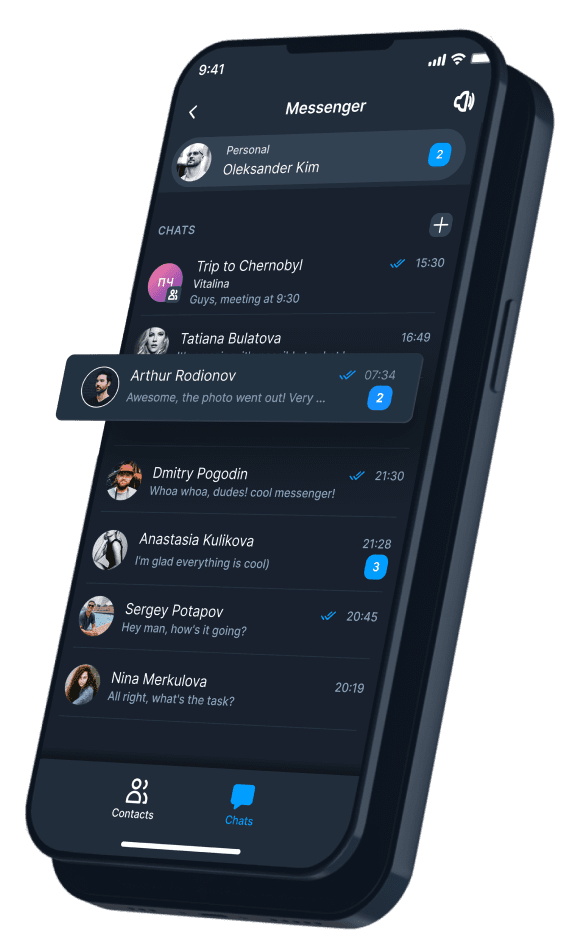 9:41
Messenger
Personal
2
Oleksander Kim
CHATS
Trip to Chernobyl 15:30
ПЧ
Vitalina
Guys, meeting at 9:30
Tatiana Bulatova 16:49
Arthur Rodionov 07:34
Awesome, the photo went out! Very ... 2
Dmitry Pogodin 21:30
Whoa whoa, dudes! cool messenger!
Anastasia Kulikova 21:28
I'm glad everything is cool) 3
Sergey Potapov 20:45
Hey man, how's it going?
Nina Merkulova 20:19
All right, what's the task?
Contacts Chats